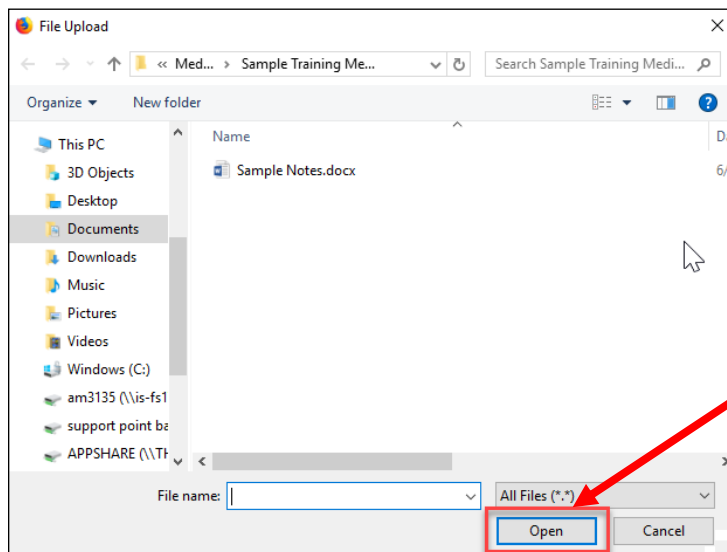 File Upload
« Med... › Sample Training Me...
Search Sample Training Medi...
Organize
New folder
This PC
3D Objects
Desktop
Documents
Downloads
Music
Pictures
Videos
Windows (C:)
am3135 (\\is-fs1
support point ba
APPSHARE (\\TH
Name
D
Sample Notes.docx
6/
File name:
All Files (*.*)
Open
Cancel